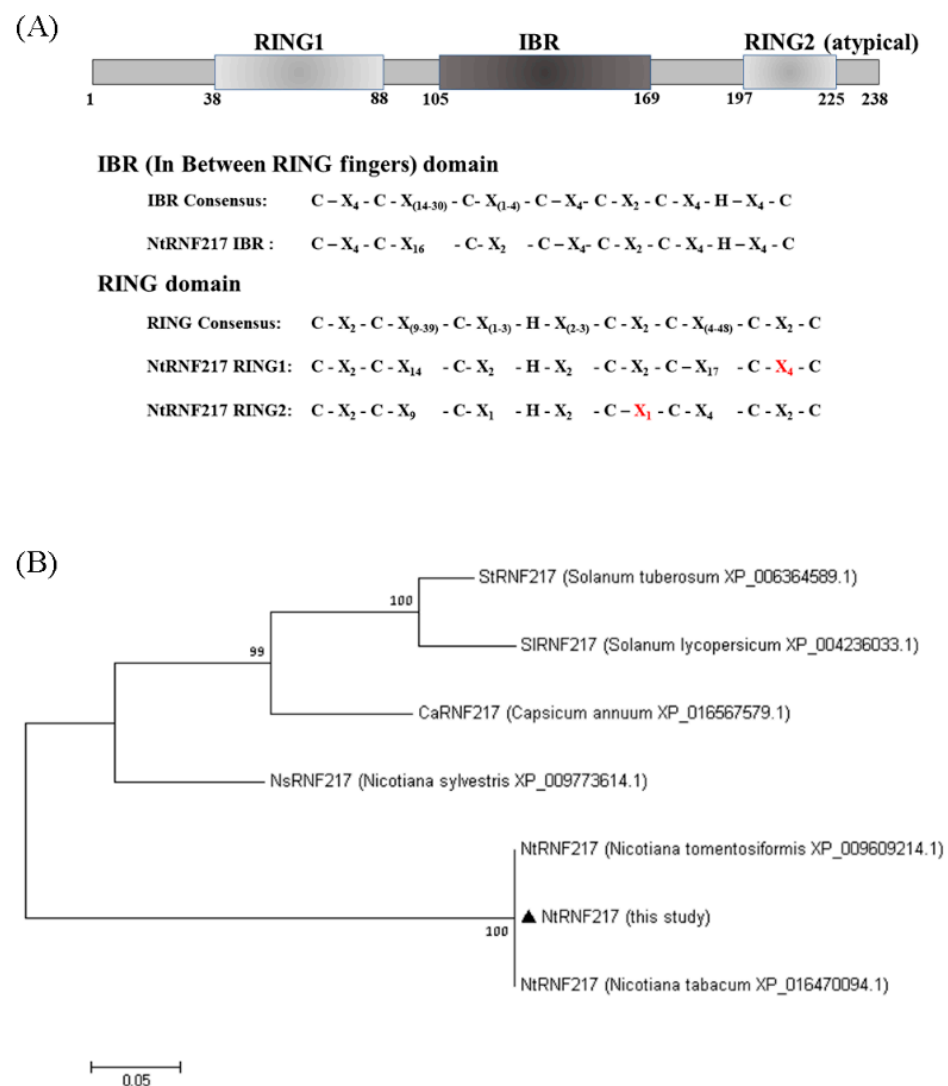 (A)
RING1 IBR RING2 (atypical)
1 38 88 105 169 197 225 238
IBR (In Between RING fingers) domain
IBR Consensus: C – X4 - C - X(14-30) - C- X(1-4) - C – X4- C - X2 - C - X4 - H – X4 - C
NtRNF217 IBR : C – X4 - C - X16 - C- X2 - C – X4- C - X2 - C - X4 - H – X4 - C
RING domain
RING Consensus: C - X2 - C - X(9-39) - C- X(1-3) - H - X(2-3) - C - X2 - C - X(4-48) - C - X2 - C
NtRNF217 RING1: C - X2 - C - X14 - C - X2 - H - X2 - C - X2 - C – X17 - C - X4 - C
NtRNF217 RING2: C - X2 - C - X9 - C- X1 - H - X2 - C – X1 - C - X4 - C - X2 - C
(B)
StRNF217 (Solanum tuberosum XP_006364589.1)
100
SlRNF217 (Solanum lycopersicum XP_004236033.1)
99
CaRNF217 (Capsicum annuum XP_016567579.1)
NsRNF217 (Nicotiana sylvestris XP_009773614.1)
NtRNF217 (Nicotiana tomentosiformis XP_009609214.1)
▲ NtRNF217 (this study)
100
NtRNF217 (Nicotiana tabacum XP_016470094.1)
0.05